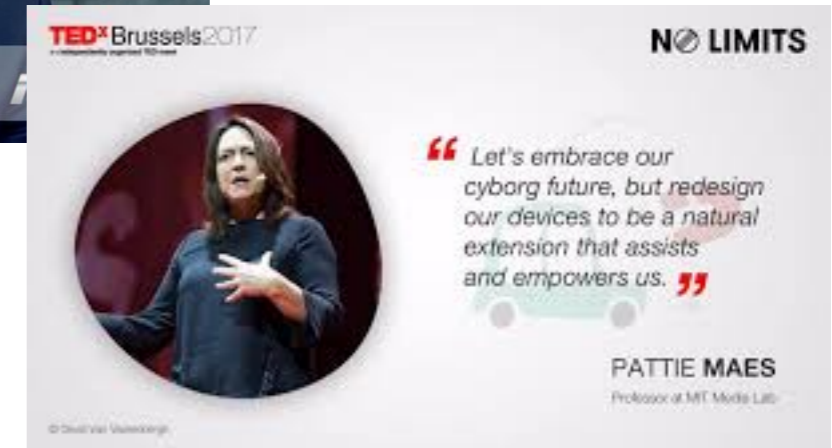 TEDx Brussels 2017
NO LIMITS
“ Let's embrace our
cyborg future, but redesign
our devices to be a natural
extension that assists
and empowers us. ”
PATTIE MAES
Professor at MIT Media Lab